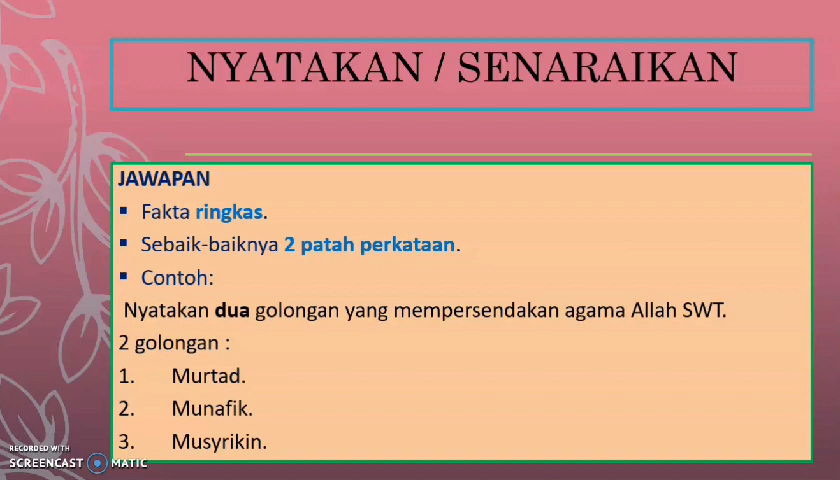 NYATAKAN / SENARAIKAN
JAWAPAN
▪ Fakta ringkas.
▪ Sebaik-baiknya 2 patah perkataan.
▪ Contoh:
Nyatakan dua golongan yang mempersendakan agama Allah SWT.
2 golongan :
1. Murtad.
2. Munafik.
3. Musyrikin.
RECORDED WITH
SCREENCAST MATIC